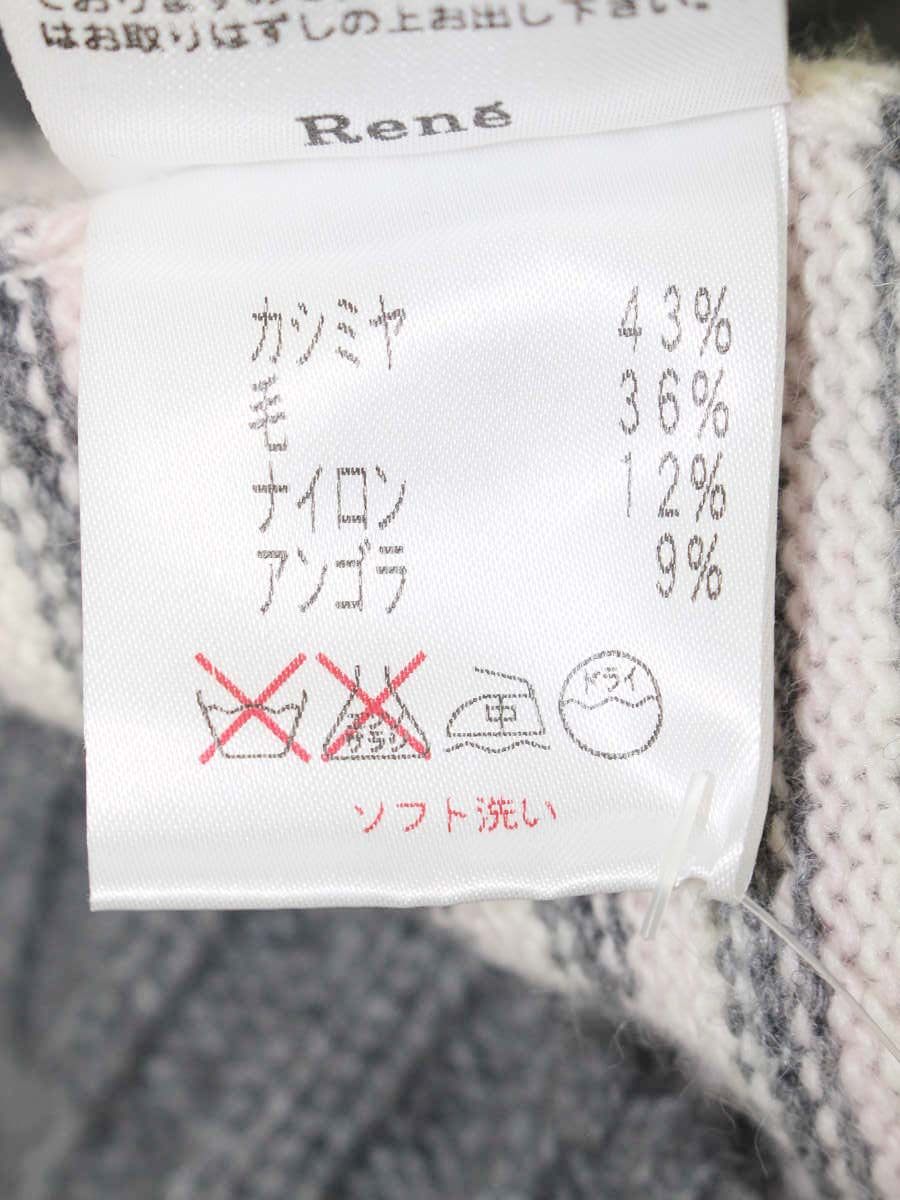 はお取りはずしの上お出し下さい。
René
カシミヤ 43%
毛 36%
ナイロン 12%
アンゴラ 9%
中 ドライ
ソフト洗い